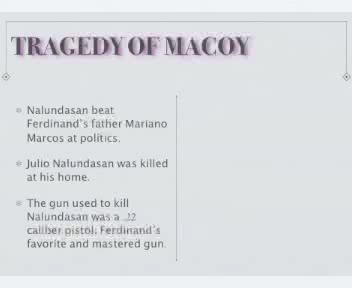 TRAGEDY OF MACOY
Nalundasan beat
Ferdinand's father Mariano
Marcos at politics.
Julio Nalundasan was killed
at his home.
The gun used to kill
Nalundasan was a .22
caliber pistol. Ferdinand's
favorite and mastered gun.